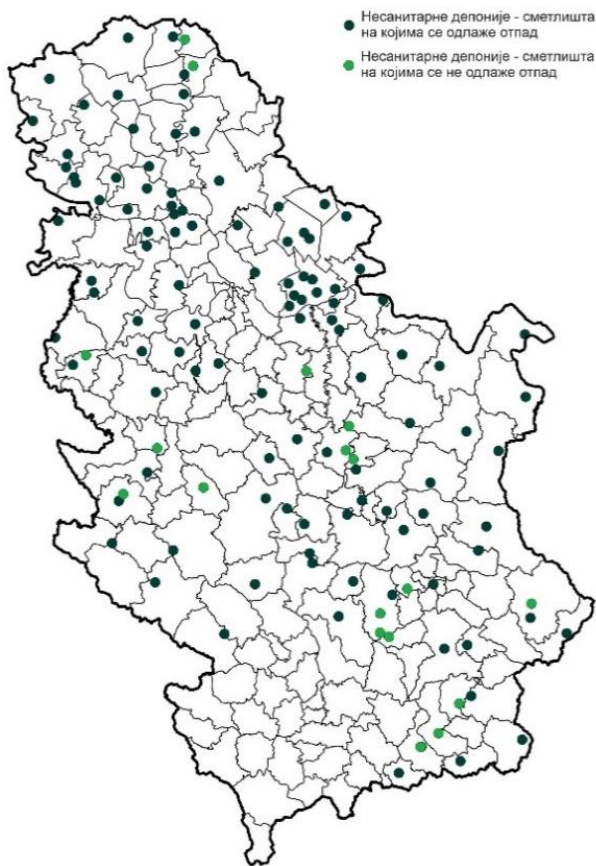 Несанитарне депоније - сметлишта
на којима се одлаже отпад
Несанитарне депоније - сметлишта
на којима се не одлаже отпад